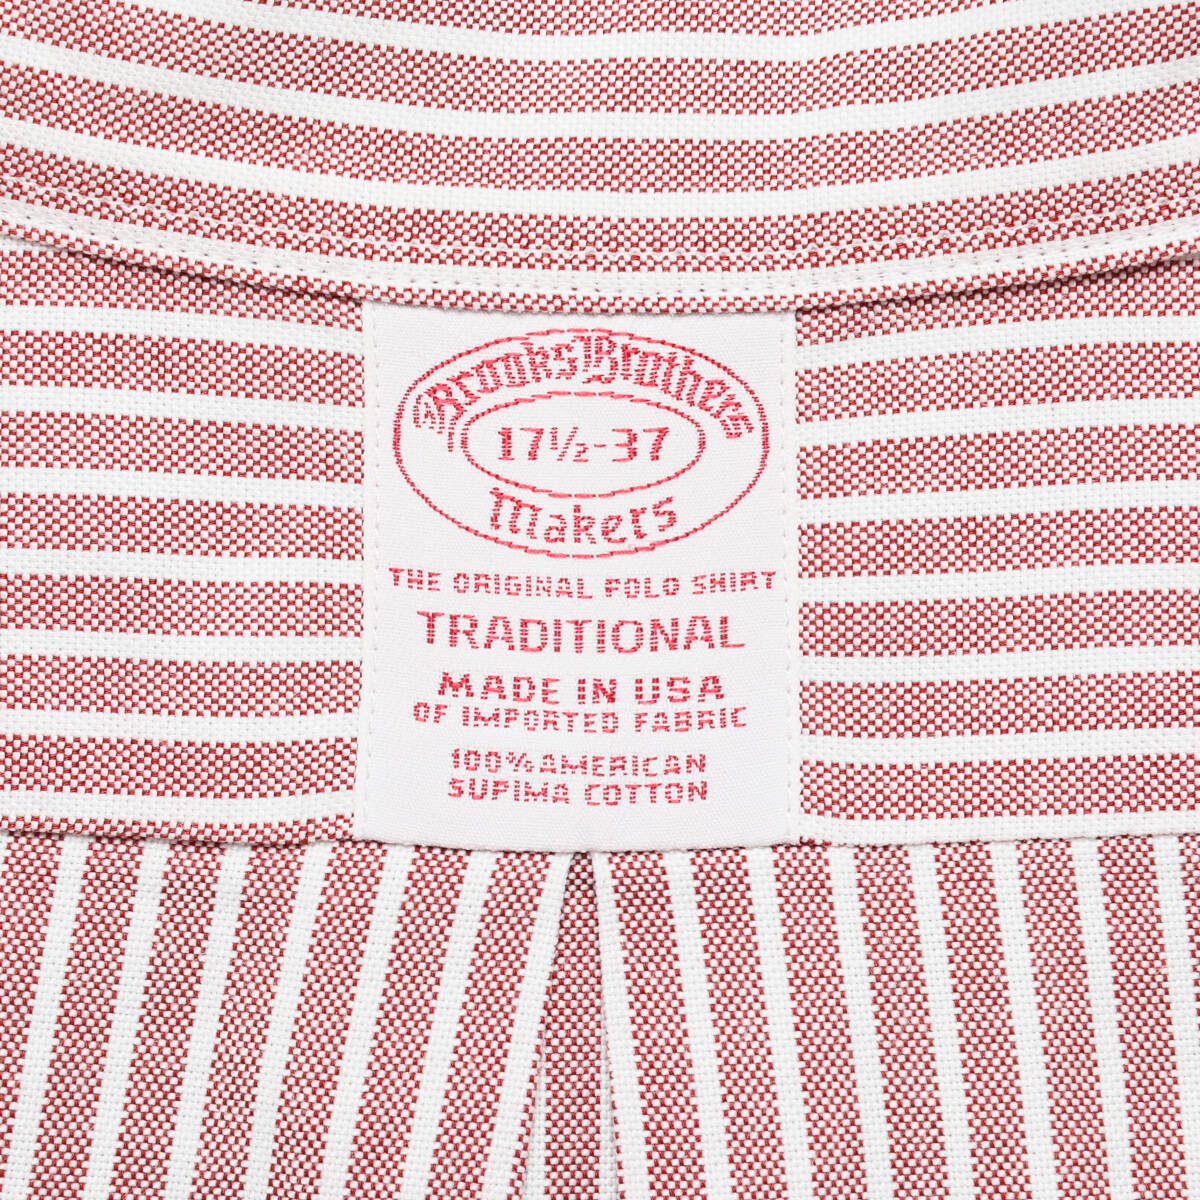 Brooks Brothers
17½-37
Makers
THE ORIGINAL POLO SHIRT
TRADITIONAL
MADE IN USA
OF IMPORTED FABRIC
100% AMERICAN
SUPIMA COTTON